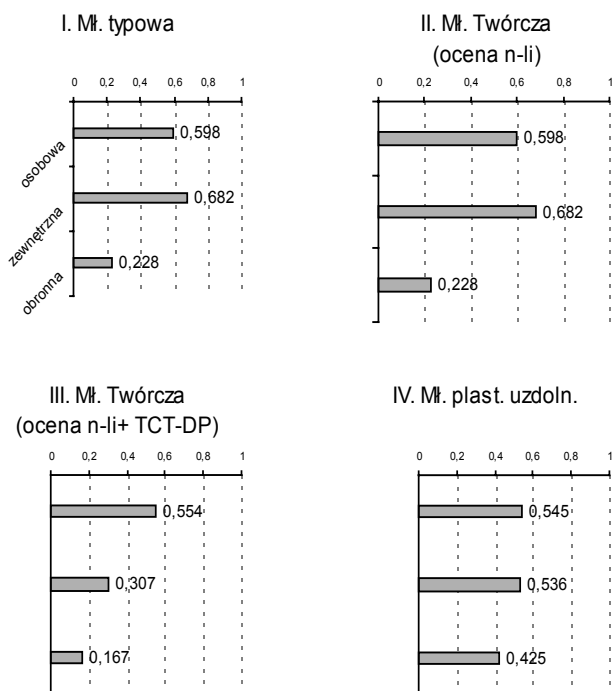 I. Mł. typowa
0 0,2 0,4 0,6 0,8 1
osobowa 0,598
zewnętrzna 0,682
obronna 0,228
II. Mł. Twórcza
(ocena n-li)
0 0,2 0,4 0,6 0,8 1
0,598
0,682
0,228
III. Mł. Twórcza
(ocena n-li+ TCT-DP)
0 0,2 0,4 0,6 0,8 1
0,554
0,307
0,167
IV. Mł. plast. uzdoln.
0 0,2 0,4 0,6 0,8 1
0,545
0,536
0,425